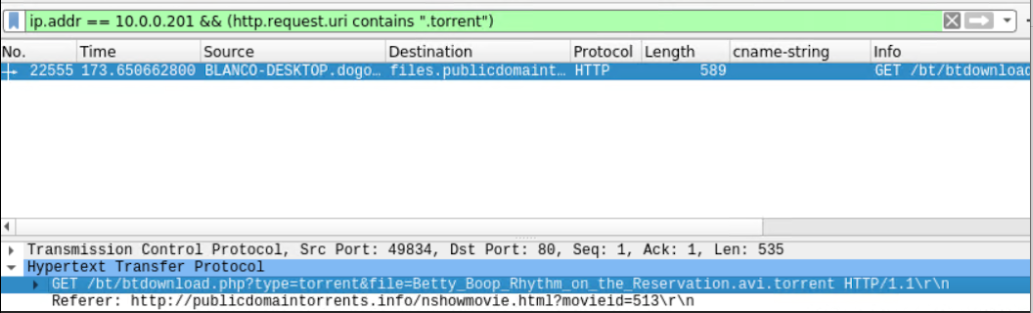 ip.addr == 10.0.0.201 && (http.request.uri contains ".torrent")
No. Time Source Destination Protocol Length cname-string Info
22555 173.650662800 BLANCO-DESKTOP.dogo… files.publicdomaint… HTTP 589 GET /bt/btdownload
Transmission Control Protocol, Src Port: 49834, Dst Port: 80, Seq: 1, Ack: 1, Len: 535
Hypertext Transfer Protocol
GET /bt/btdownload.php?type=torrent&file=Betty_Boop_Rhythm_on_the_Reservation.avi.torrent HTTP/1.1\r\n
Referer: http://publicdomaintorrents.info/nshowmovie.html?movieid=513\r\n